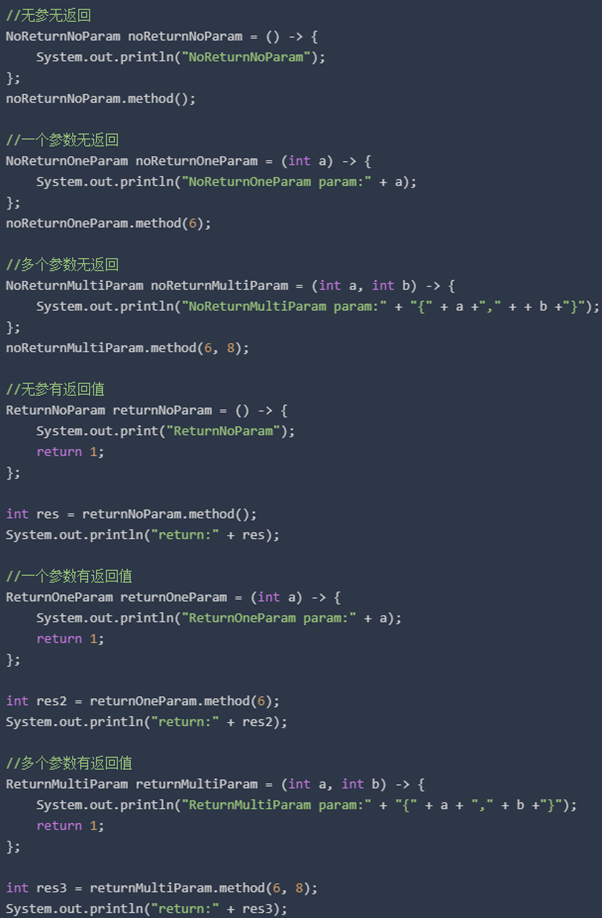 //无参无返回
NoReturnNoParam noReturnNoParam = () -> {
    System.out.println("NoReturnNoParam");
};
noReturnNoParam.method();

//一个参数无返回
NoReturnOneParam noReturnOneParam = (int a) -> {
    System.out.println("NoReturnOneParam param:" + a);
};
noReturnOneParam.method(6);

//多个参数无返回
NoReturnMultiParam noReturnMultiParam = (int a, int b) -> {
    System.out.println("NoReturnMultiParam param:" + "{" + a +"," + + b +"}");
};
noReturnMultiParam.method(6, 8);

//无参有返回值
ReturnNoParam returnNoParam = () -> {
    System.out.print("ReturnNoParam");
    return 1;
};

int res = returnNoParam.method();
System.out.println("return:" + res);

//一个参数有返回值
ReturnOneParam returnOneParam = (int a) -> {
    System.out.println("ReturnOneParam param:" + a);
    return 1;
};

int res2 = returnOneParam.method(6);
System.out.println("return:" + res2);

//多个参数有返回值
ReturnMultiParam returnMultiParam = (int a, int b) -> {
    System.out.println("ReturnMultiParam param:" + "{" + a + "," + b +"}");
    return 1;
};

int res3 = returnMultiParam.method(6, 8);
System.out.println("return:" + res3);